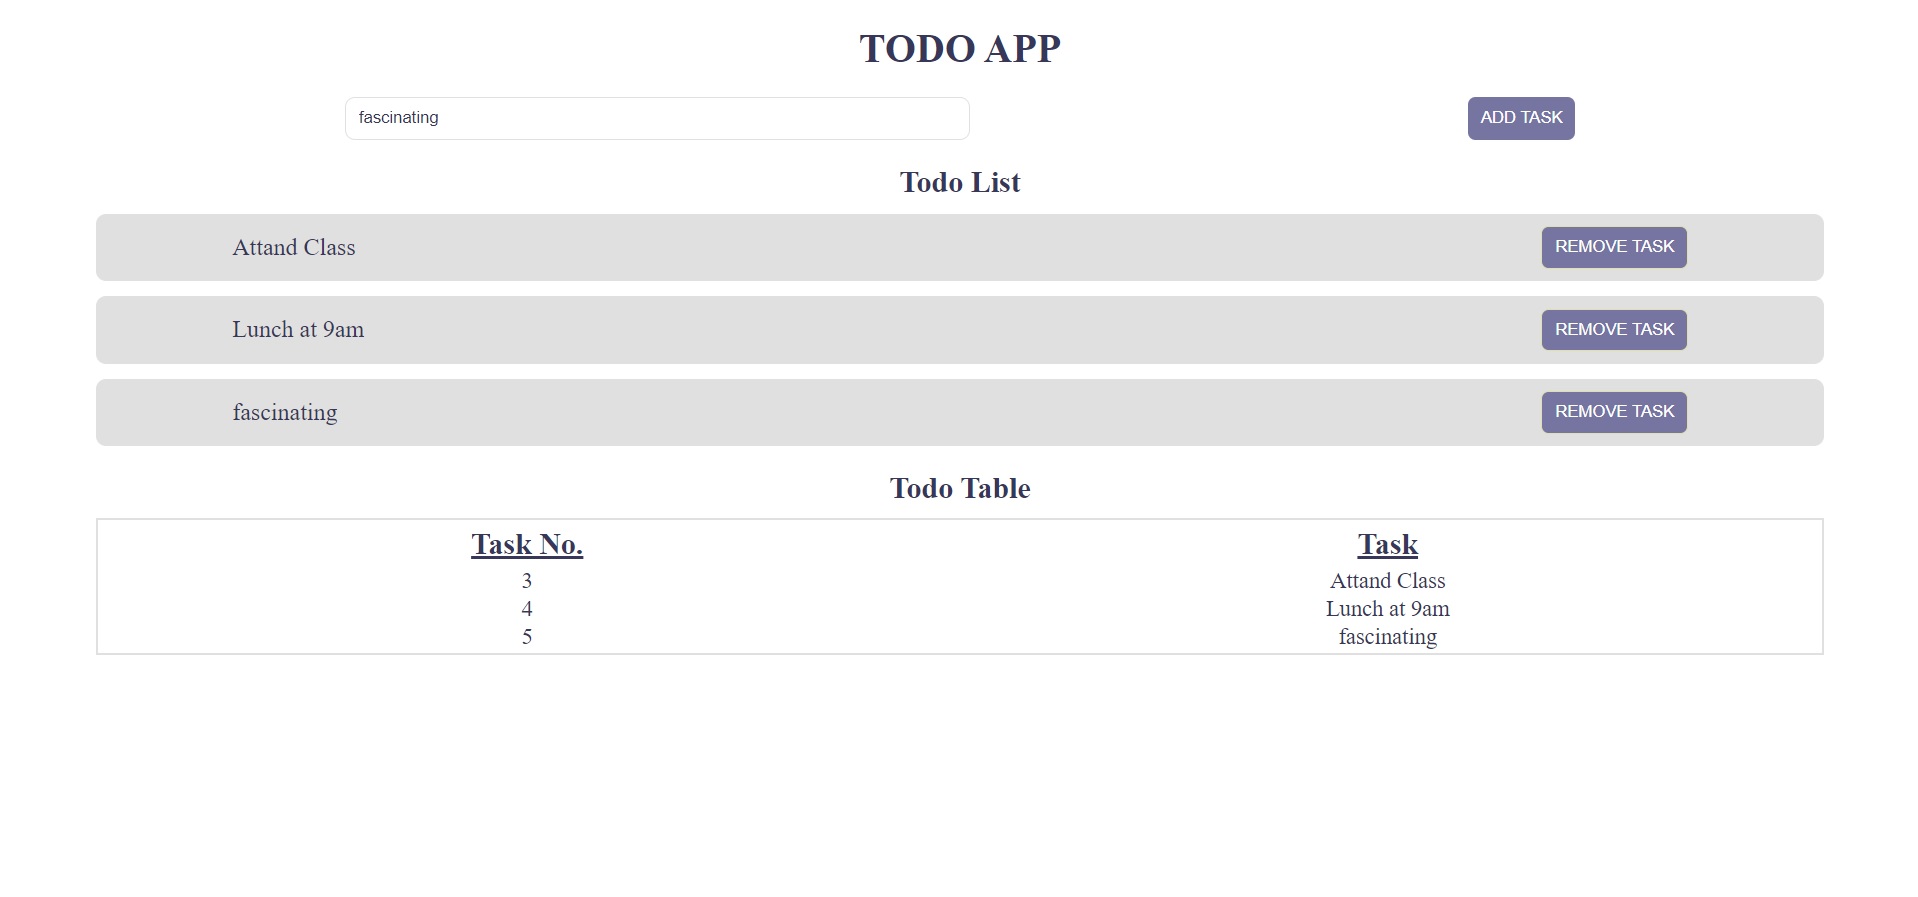 TODO APP
fascinating
ADD TASK
Todo List
Attand Class
REMOVE TASK
Lunch at 9am
REMOVE TASK
fascinating
REMOVE TASK
Todo Table
Task No. Task
3 Attand Class
4 Lunch at 9am
5 fascinating